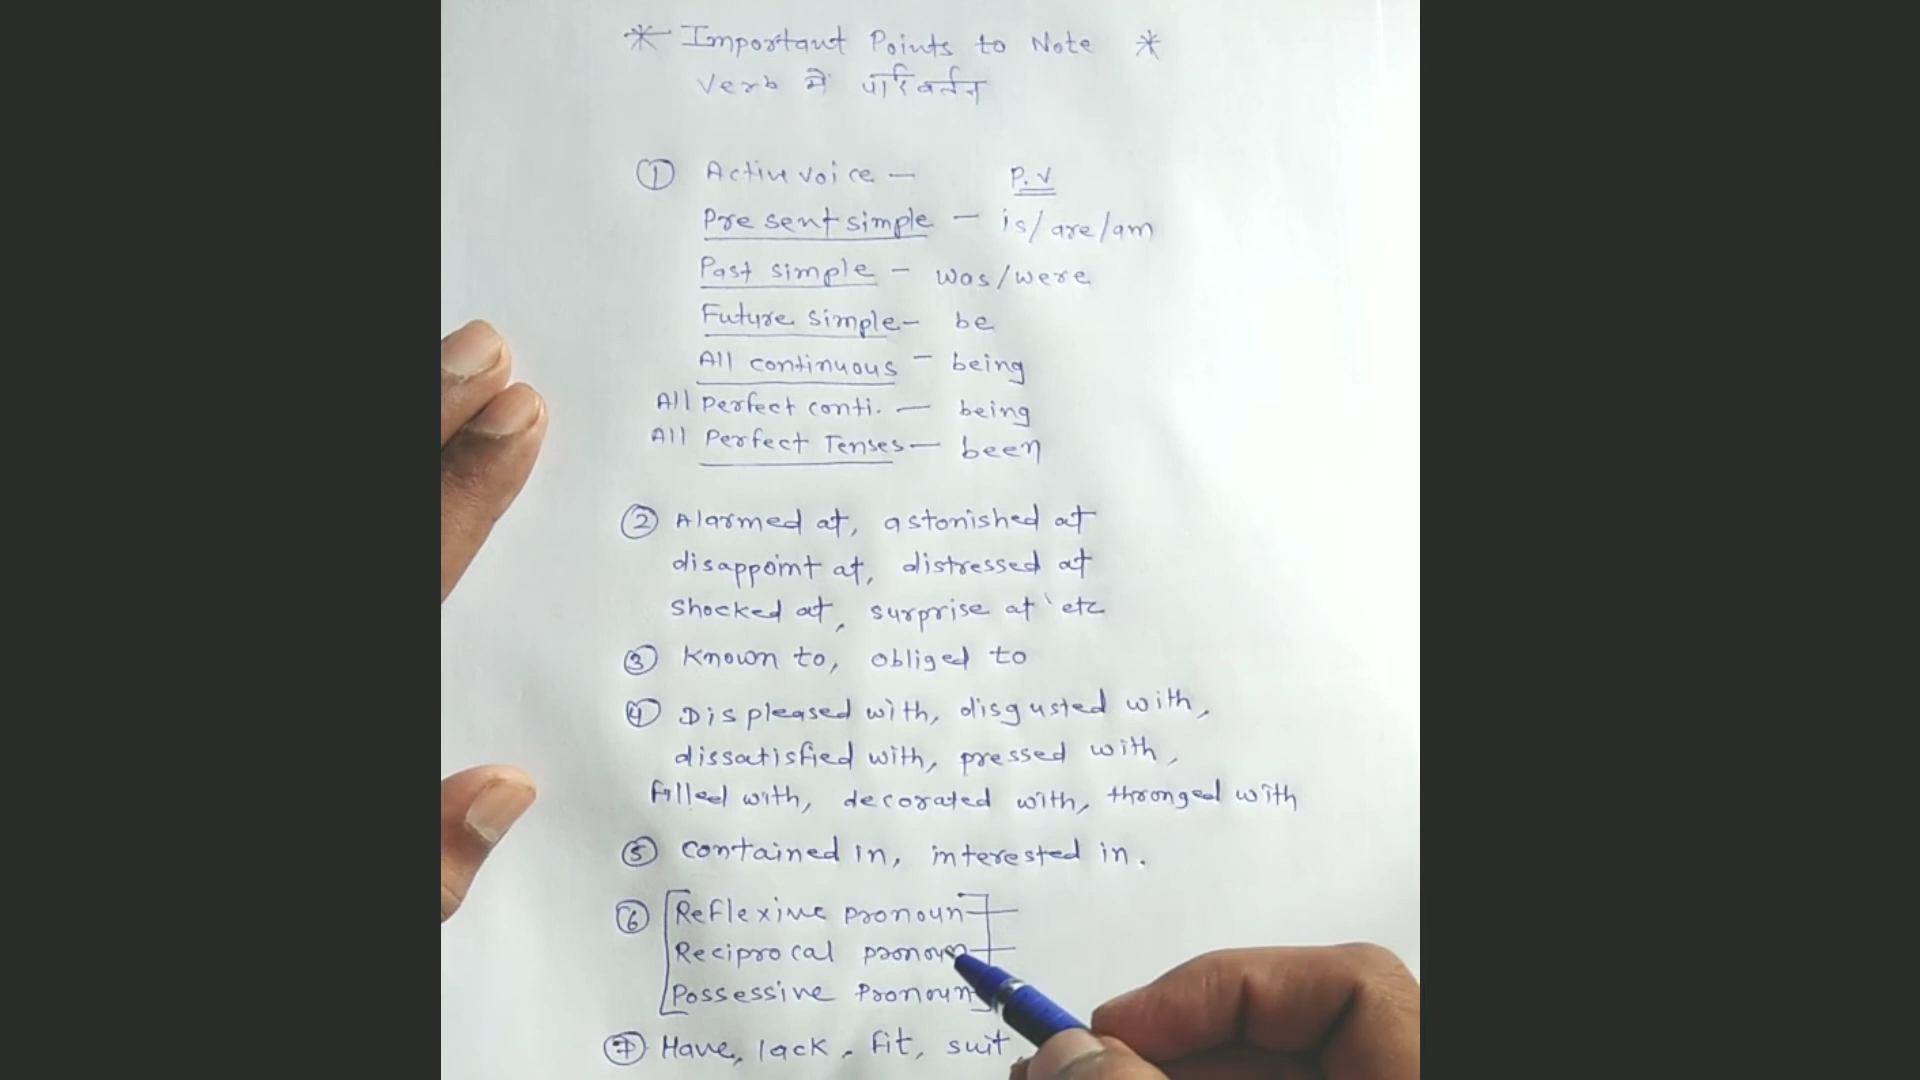 * Important Points to Note *
Verb में परिवर्तन
① Active voice — P.V
Present simple — is/are/am
Past simple — was/were
Future simple — be
All continuous — being
All Perfect conti. — being
All Perfect Tenses — been
② Alarmed at, astonished at
disappoint at, distressed at
shocked at, surprise at etc
③ Known to, obliged to
④ Displeased with, disgusted with,
dissatisfied with, pressed with,
filled with, decorated with, thronged with
⑤ contained in, interested in.
⑥ Reflexive pronoun
Reciprocal pronoun
Possessive Pronoun
⑦ Have, lack, fit, suit,